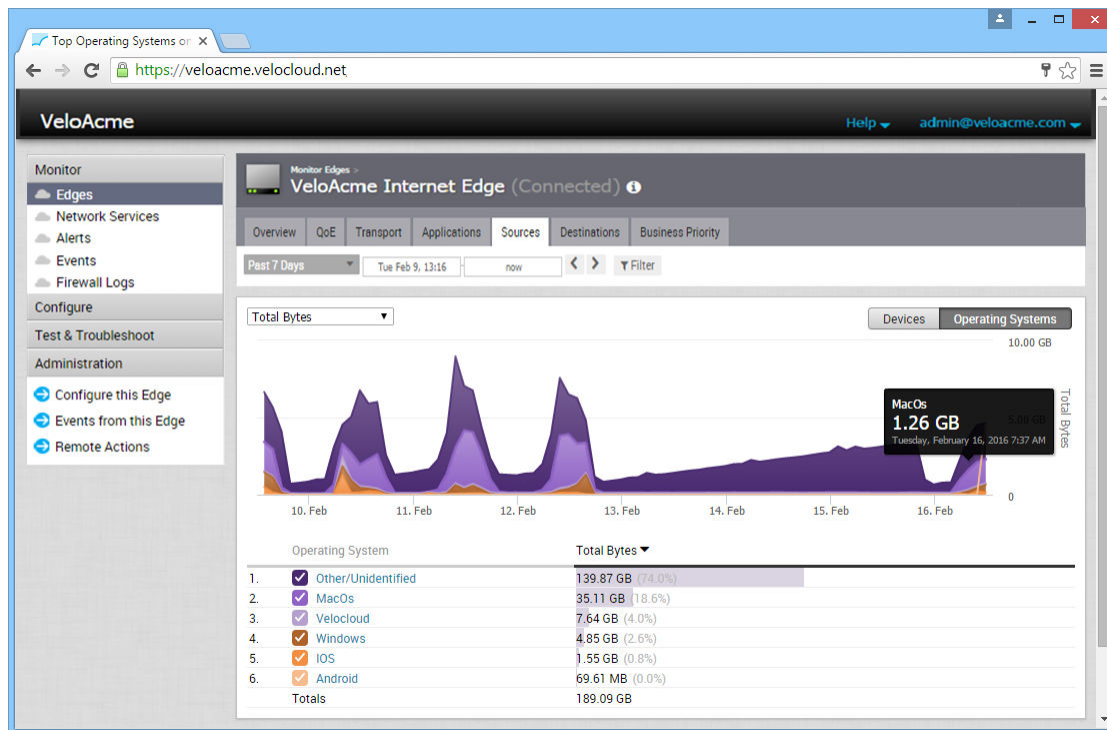 Top Operating Systems or
https://veloacme.velocloud.net
VeloAcme
Help
admin@veloacme.com
Monitor
Edges
Network Services
Alerts
Events
Firewall Logs
Configure
Test & Troubleshoot
Administration
Configure this Edge
Events from this Edge
Remote Actions
Monitor Edges >
VeloAcme Internet Edge (Connected)
Overview QoE Transport Applications Sources Destinations Business Priority
Past 7 Days Tue Feb 9, 13:16 - now < > Filter
Total Bytes
Devices Operating Systems
10.00 GB
MacOs
1.26 GB
Tuesday, February 16, 2016 7:37 AM
5.00 GB
Total Bytes
0
10. Feb 11. Feb 12. Feb 13. Feb 14. Feb 15. Feb 16. Feb
Operating System Total Bytes
1. Other/Unidentified 139.87 GB (74.0%)
2. MacOs 35.11 GB (18.6%)
3. Velocloud 7.64 GB (4.0%)
4. Windows 4.85 GB (2.6%)
5. IOS 1.55 GB (0.8%)
6. Android 69.61 MB (0.0%)
Totals 189.09 GB